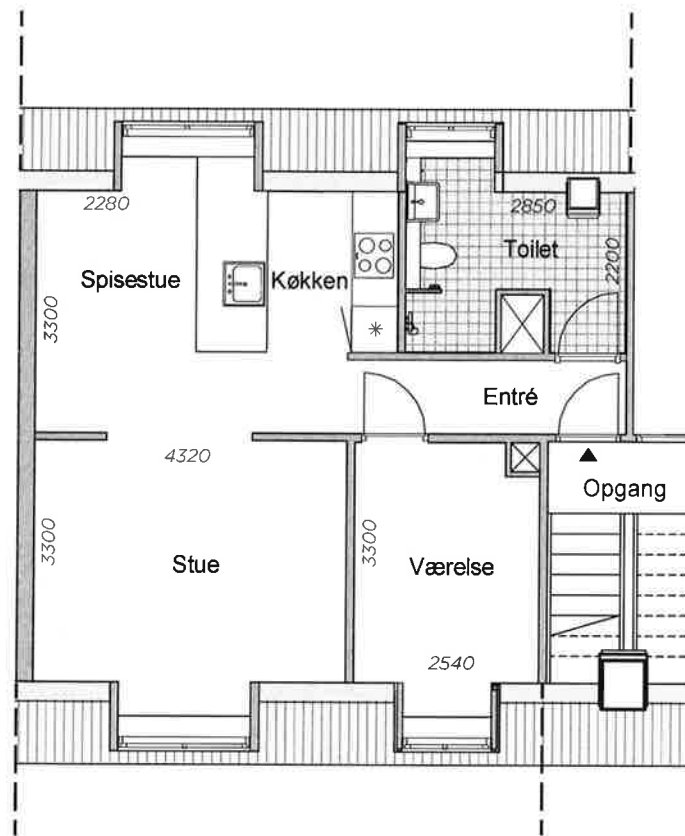 2280
2850
Toilet
2200
Spisestue
Køkken
3300
Entré
4320
Opgang
3300
Stue
3300
Værelse
2540